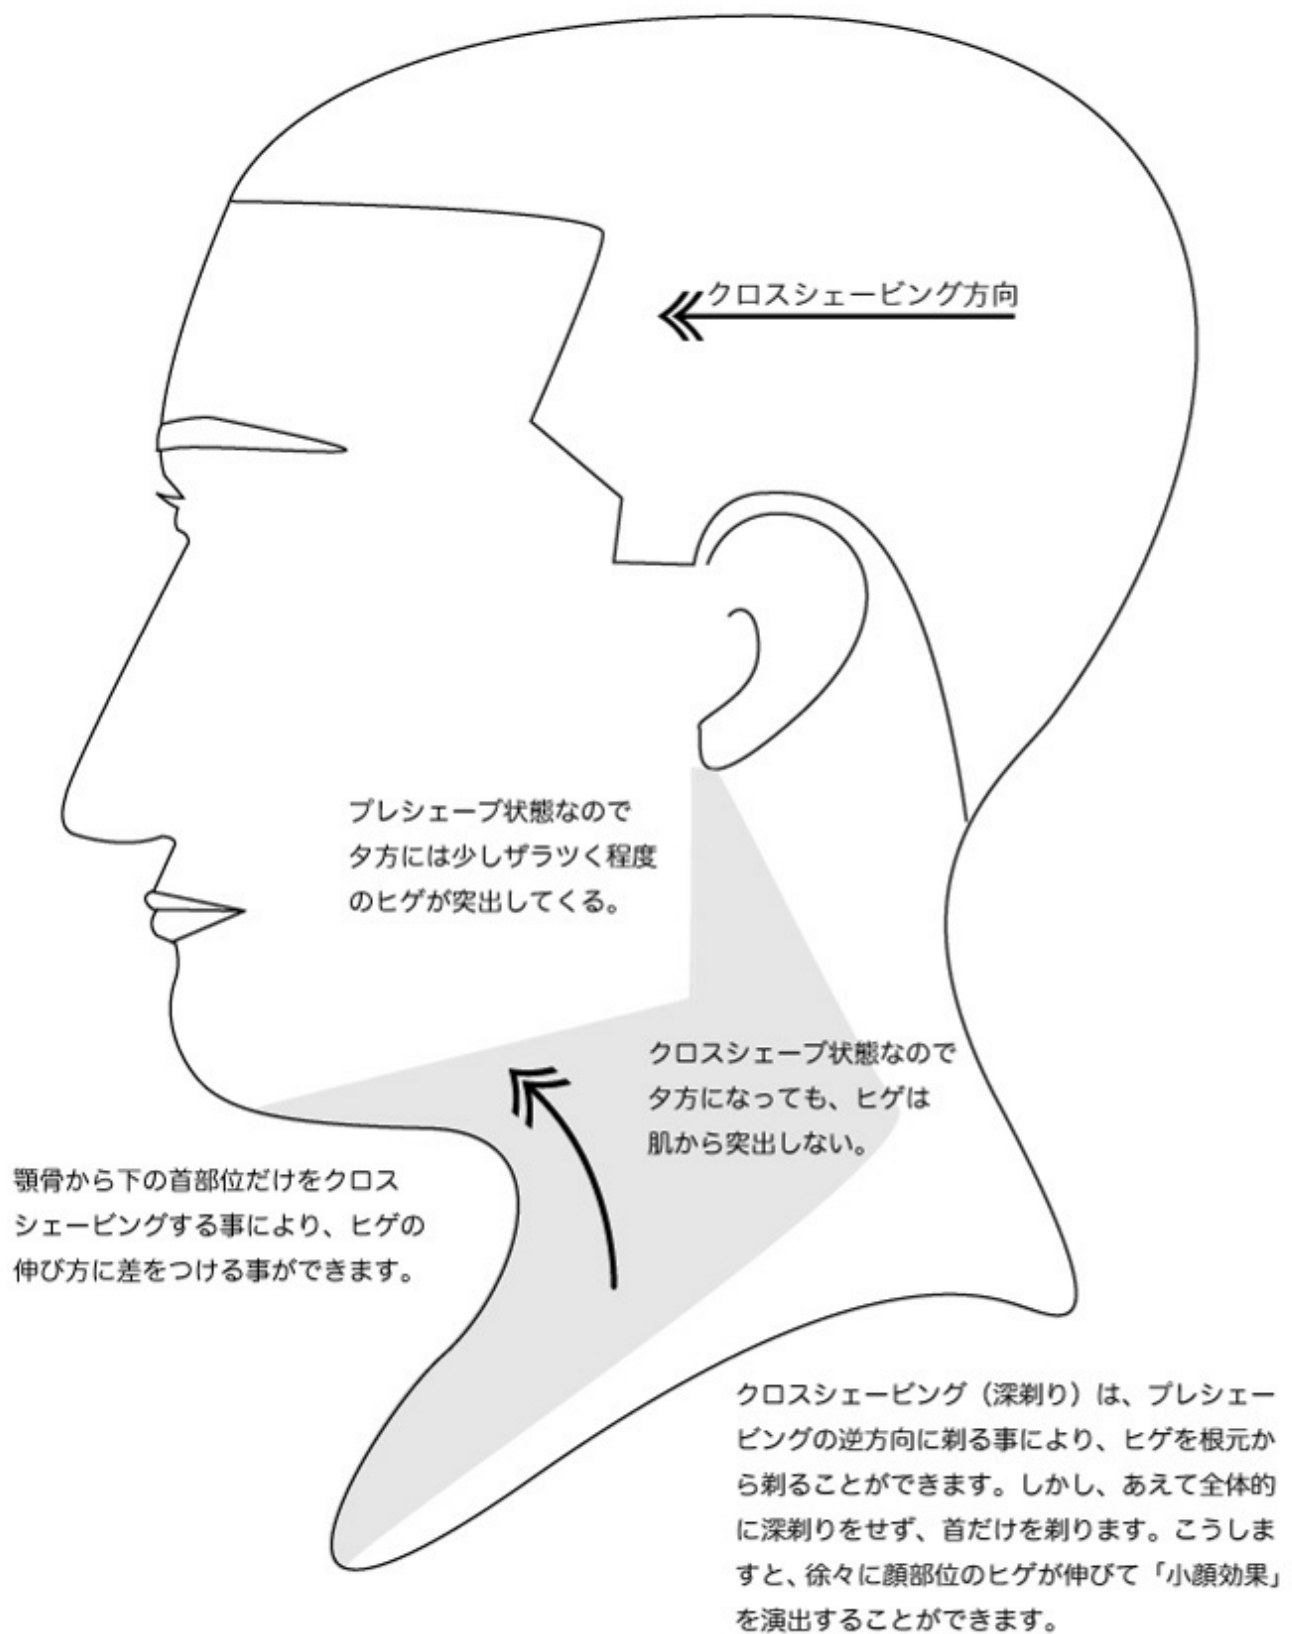 クロスシェービング方向
プレシェーブ状態なので
夕方には少しザラツく程度
のヒゲが突出してくる。
クロスシェーブ状態なので
夕方になっても、ヒゲは
肌から突出しない。
顎骨から下の首部位だけをクロス
シェービングする事により、ヒゲの
伸び方に差をつける事ができます。
クロスシェービング（深剃り）は、プレシェー
ビングの逆方向に剃る事により、ヒゲを根元か
ら剃ることができます。しかし、あえて全体的
に深剃りをせず、首だけを剃ります。こうしま
すと、徐々に顔部位のヒゲが伸びて「小顔効果」
を演出することができます。